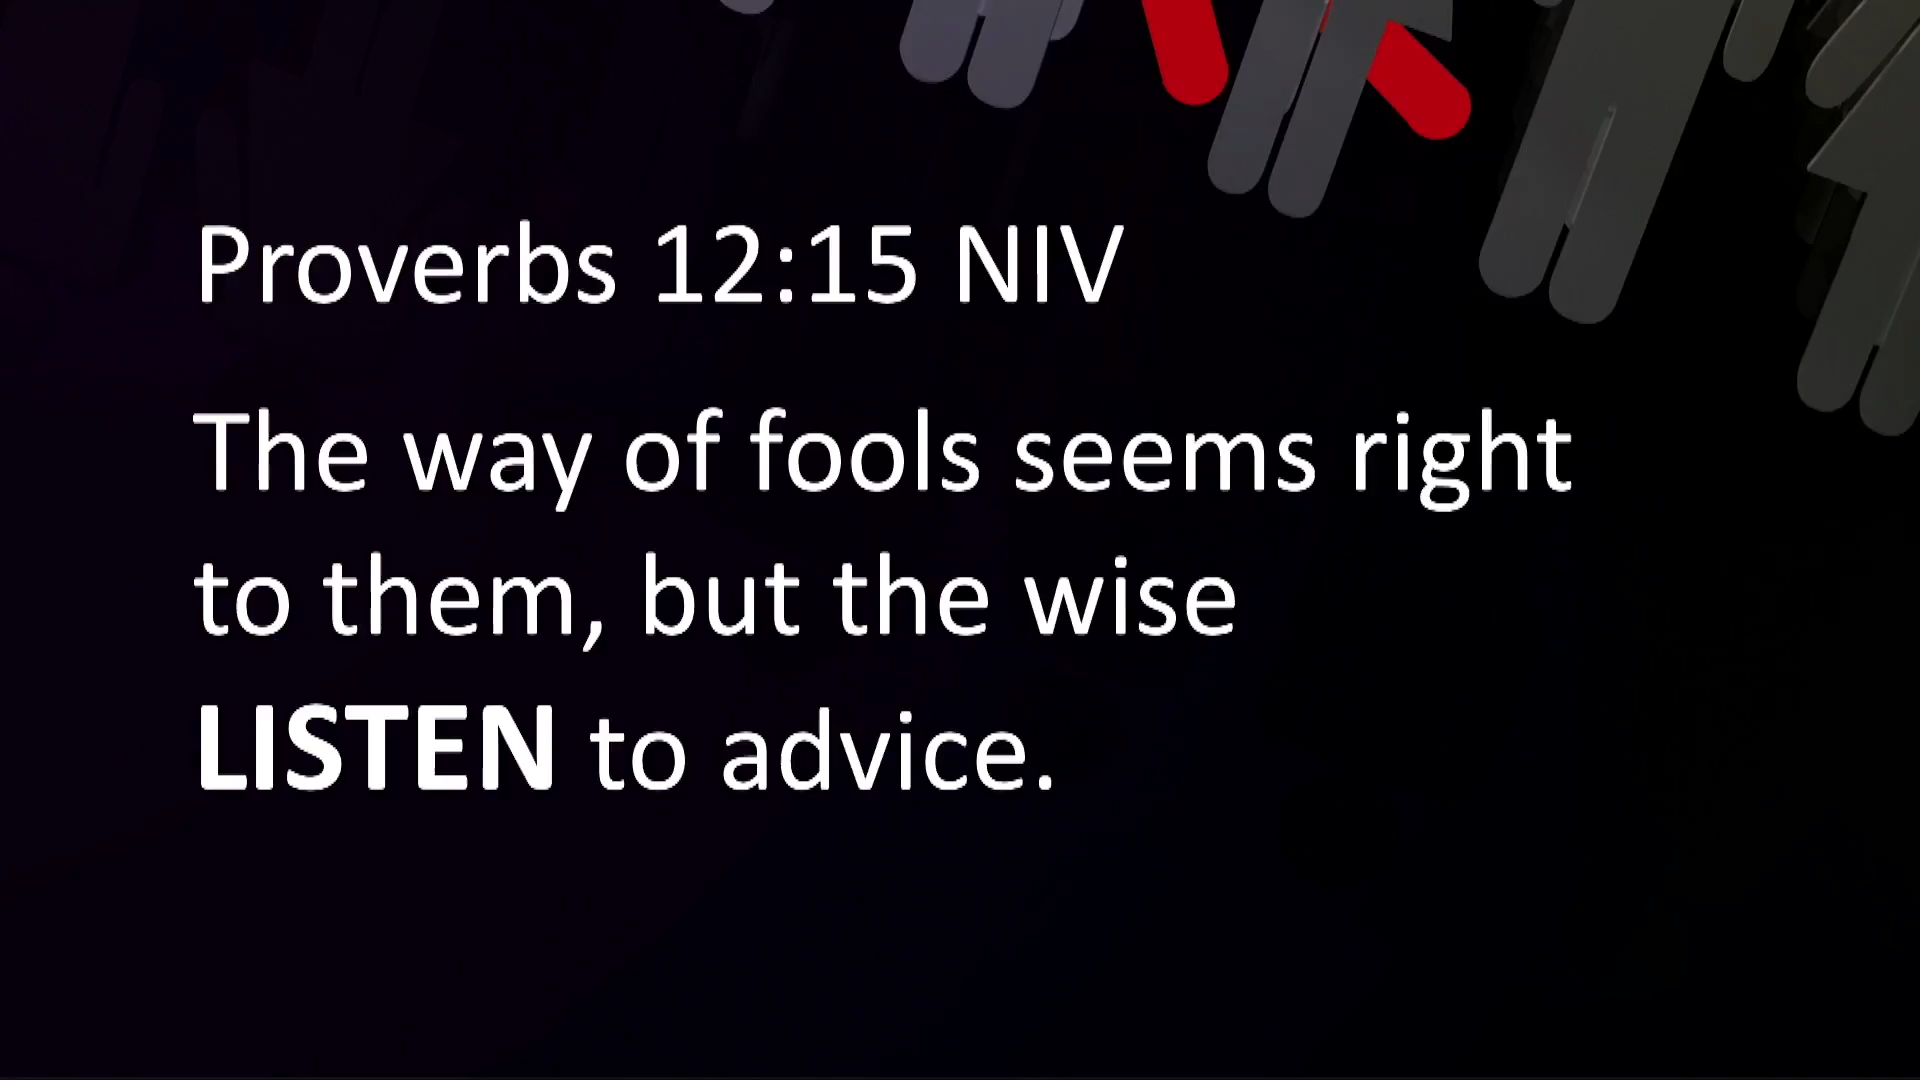 Proverbs 12:15 NIV
The way of fools seems right
to them, but the wise
LISTEN to advice.